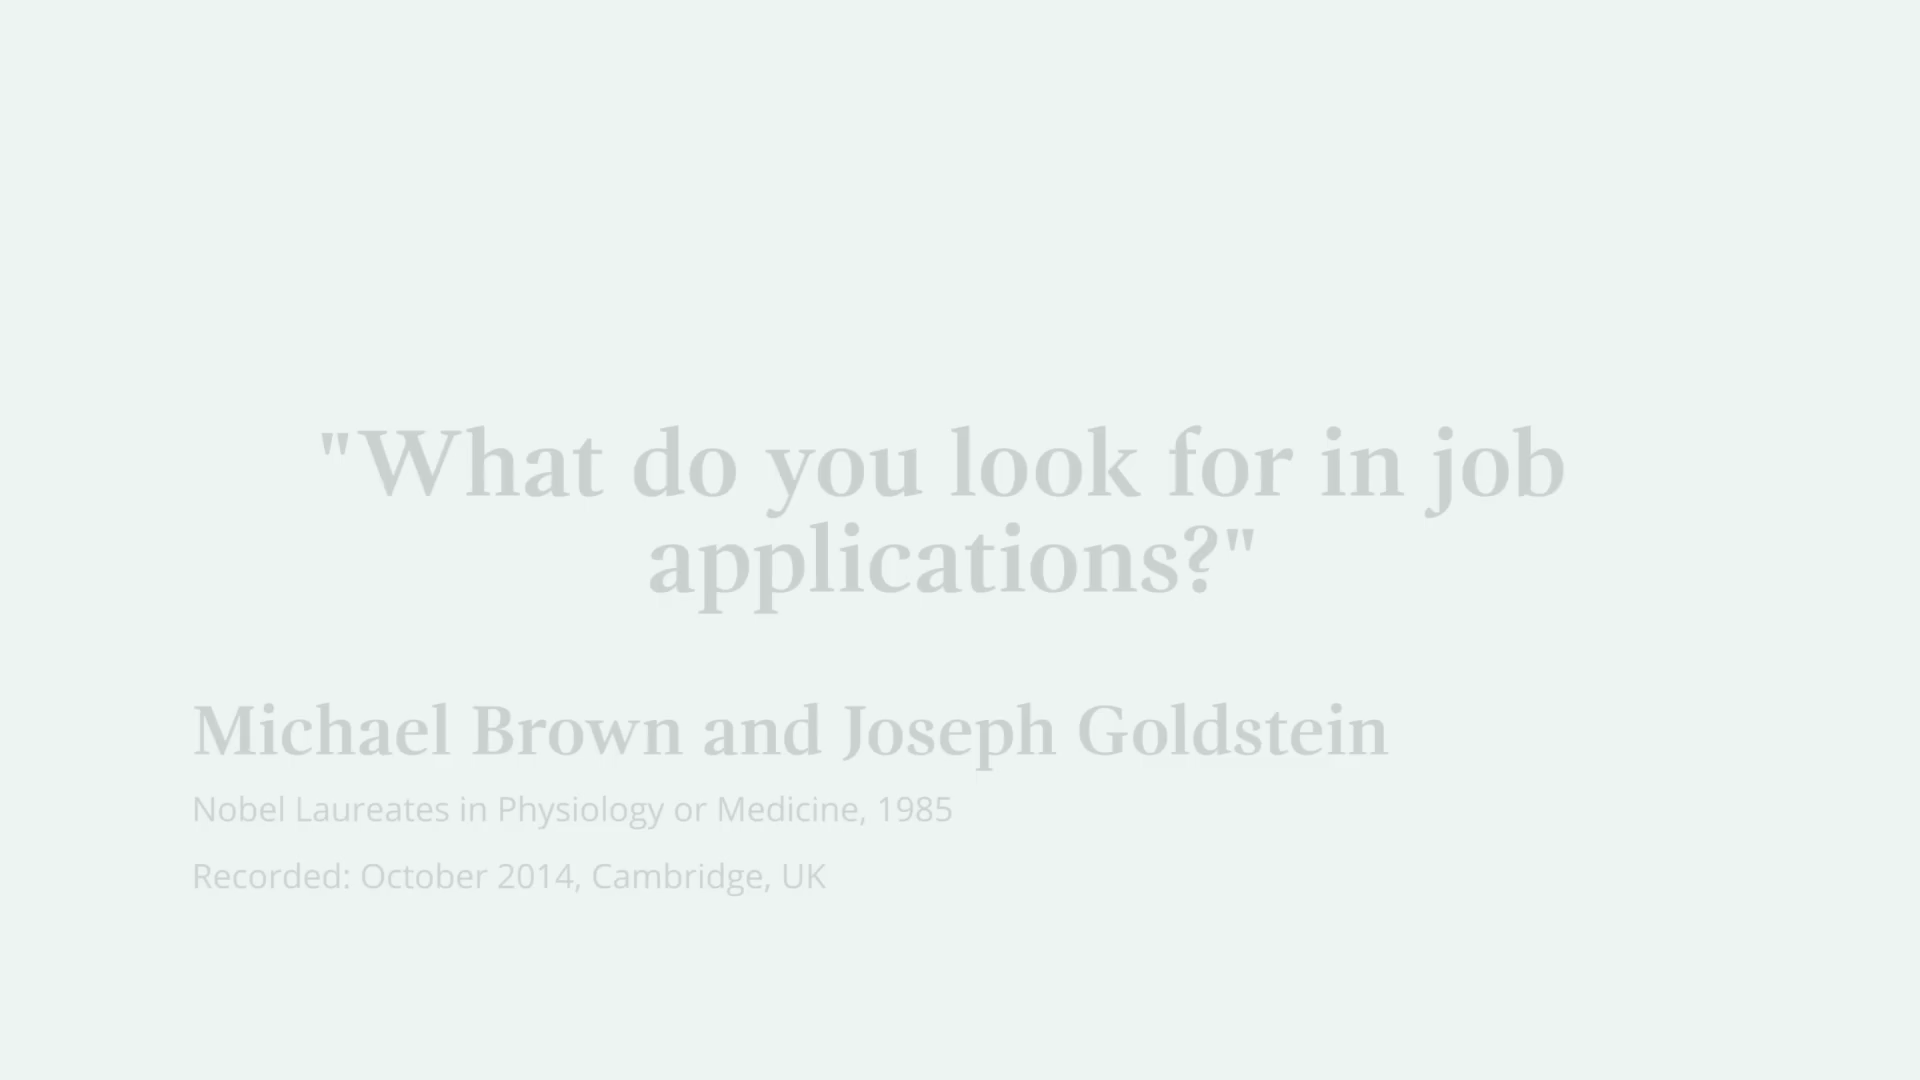 "What do you look for in job
applications?"
Michael Brown and Joseph Goldstein
Nobel Laureates in Physiology or Medicine, 1985
Recorded: October 2014, Cambridge, UK